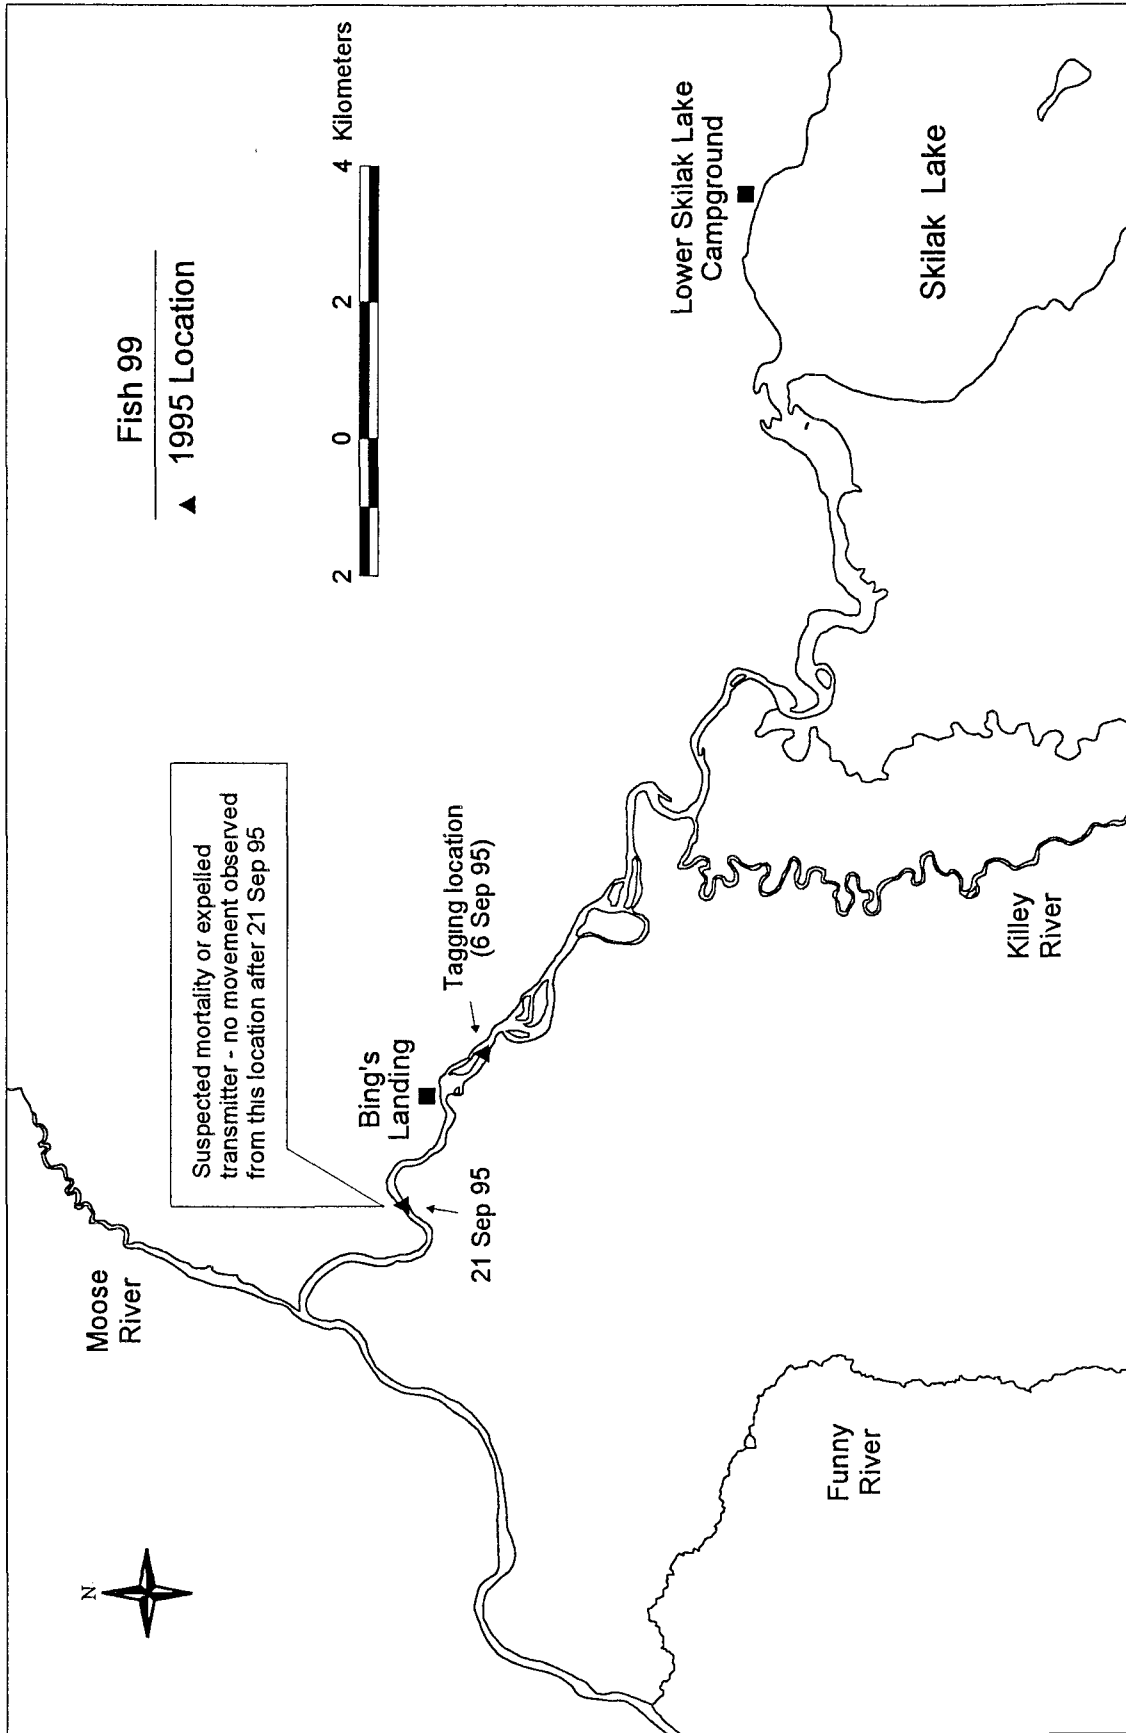 Fish 99
1995 Location
2 0 2 4 Kilometers
N
Moose
River
Suspected mortality or expelled
transmitter - no movement observed
from this location after 21 Sep 95
Bing's
Landing
Tagging location
(6 Sep 95)
21 Sep 95
Lower Skilak Lake
Campground
Skilak Lake
Killey
River
Funny
River